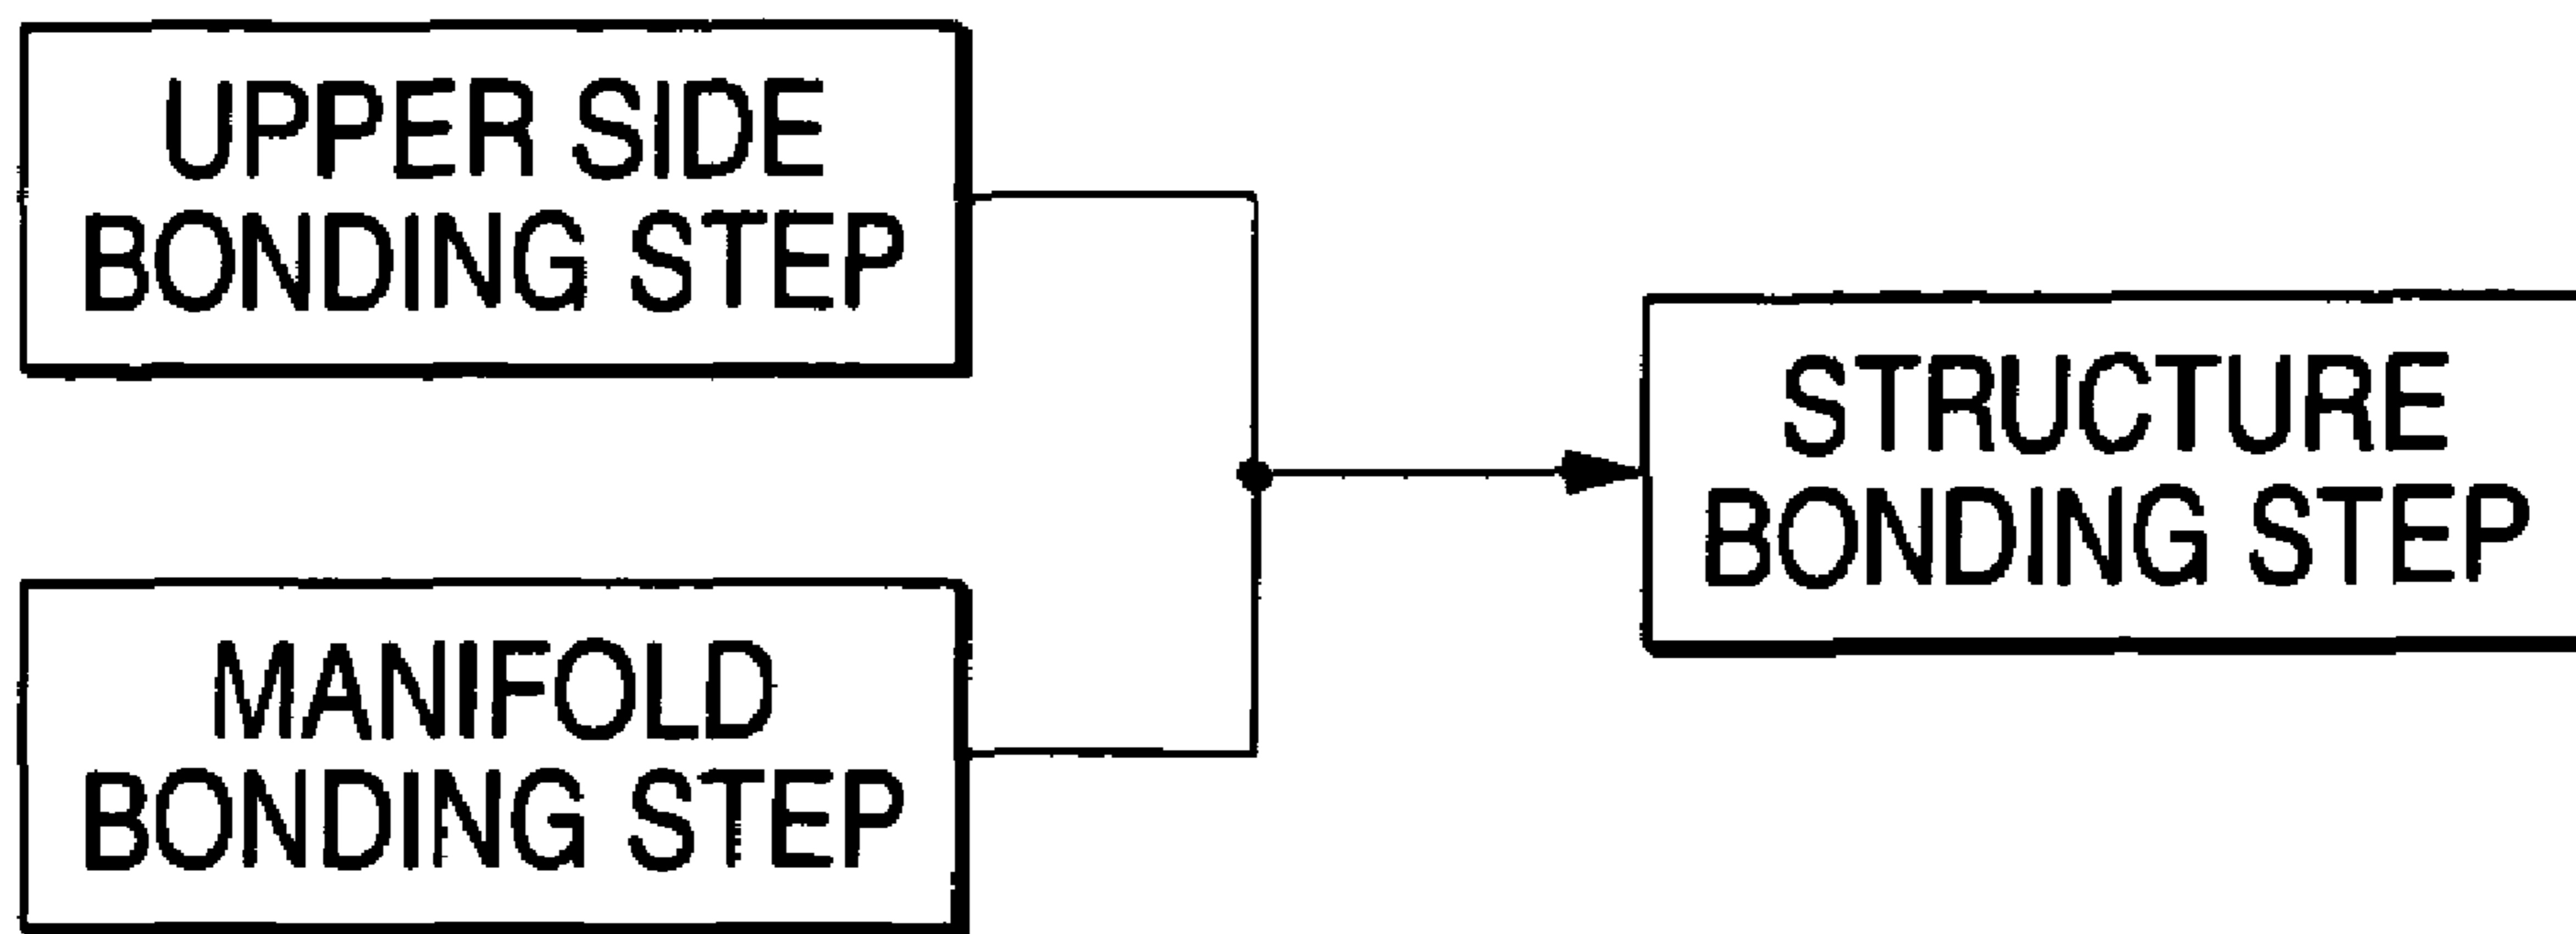 UPPER SIDE
BONDING STEP
MANIFOLD
BONDING STEP
STRUCTURE
BONDING STEP